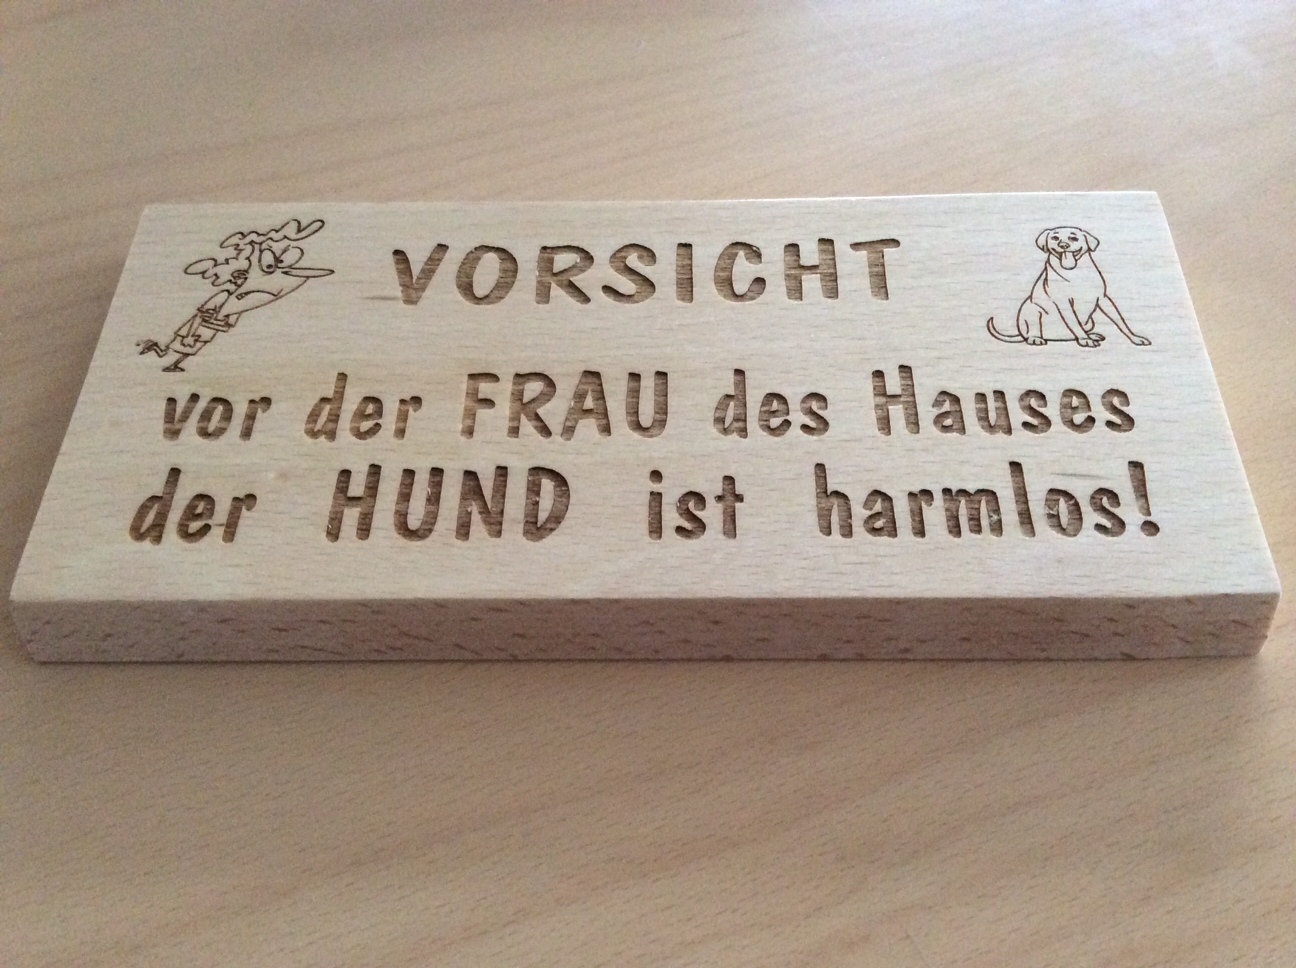 VORSICHT
vor der FRAU des Hauses
der HUND ist harmlos!